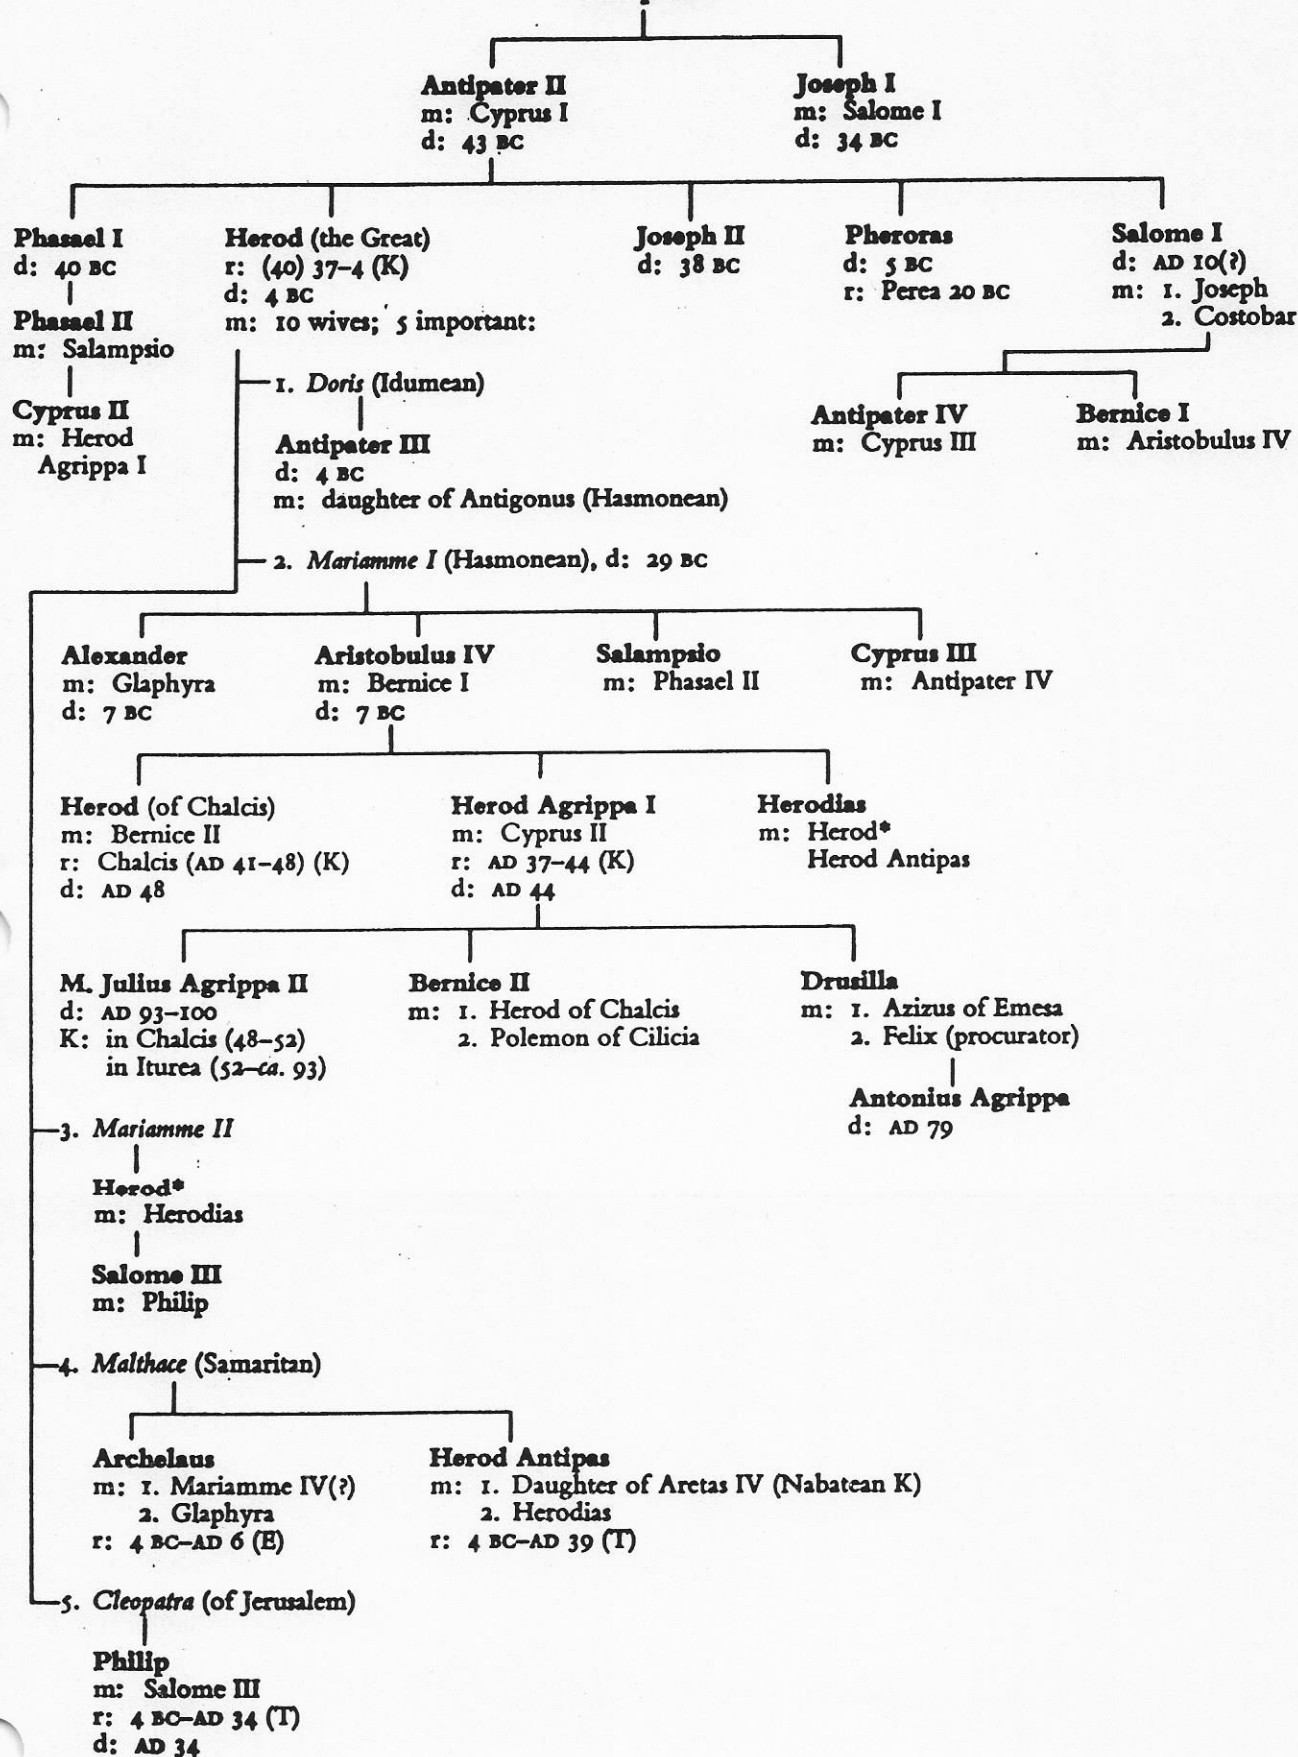 Antipater II
m: Cyprus I
d: 43 BC
Joseph I
m: Salome I
d: 34 BC
Phasael I
d: 40 BC
Phasael II
m: Salampsio
Cyprus II
m: Herod
Agrippa I
Herod (the Great)
r: (40) 37–4 (K)
d: 4 BC
m: 10 wives; 5 important:
Joseph II
d: 38 BC
Pheroras
d: 5 BC
r: Perea 20 BC
Salome I
d: AD 10(?)
m: 1. Joseph
2. Costobar
Antipater IV
m: Cyprus III
Bernice I
m: Aristobulus IV
1. Doris (Idumean)
Antipater III
d: 4 BC
m: daughter of Antigonus (Hasmonean)
2. Mariamme I (Hasmonean), d: 29 BC
Alexander
m: Glaphyra
d: 7 BC
Aristobulus IV
m: Bernice I
d: 7 BC
Salampsio
m: Phasael II
Cyprus III
m: Antipater IV
Herod (of Chalcis)
m: Bernice II
r: Chalcis (AD 41–48) (K)
d: AD 48
Herod Agrippa I
m: Cyprus II
r: AD 37–44 (K)
d: AD 44
Herodias
m: Herod*
Herod Antipas
M. Julius Agrippa II
d: AD 93–100
K: in Chalcis (48–52)
in Iturea (52–ca. 93)
Bernice II
m: 1. Herod of Chalcis
2. Polemon of Cilicia
Drusilla
m: 1. Azizus of Emesa
2. Felix (procurator)
Antonius Agrippa
d: AD 79
3. Mariamme II
Herod*
m: Herodias
Salome III
m: Philip
4. Malthace (Samaritan)
Archelaus
m: 1. Mariamme IV(?)
2. Glaphyra
r: 4 BC–AD 6 (E)
Herod Antipas
m: 1. Daughter of Aretas IV (Nabatean K)
2. Herodias
r: 4 BC–AD 39 (T)
5. Cleopatra (of Jerusalem)
Philip
m: Salome III
r: 4 BC–AD 34 (T)
d: AD 34